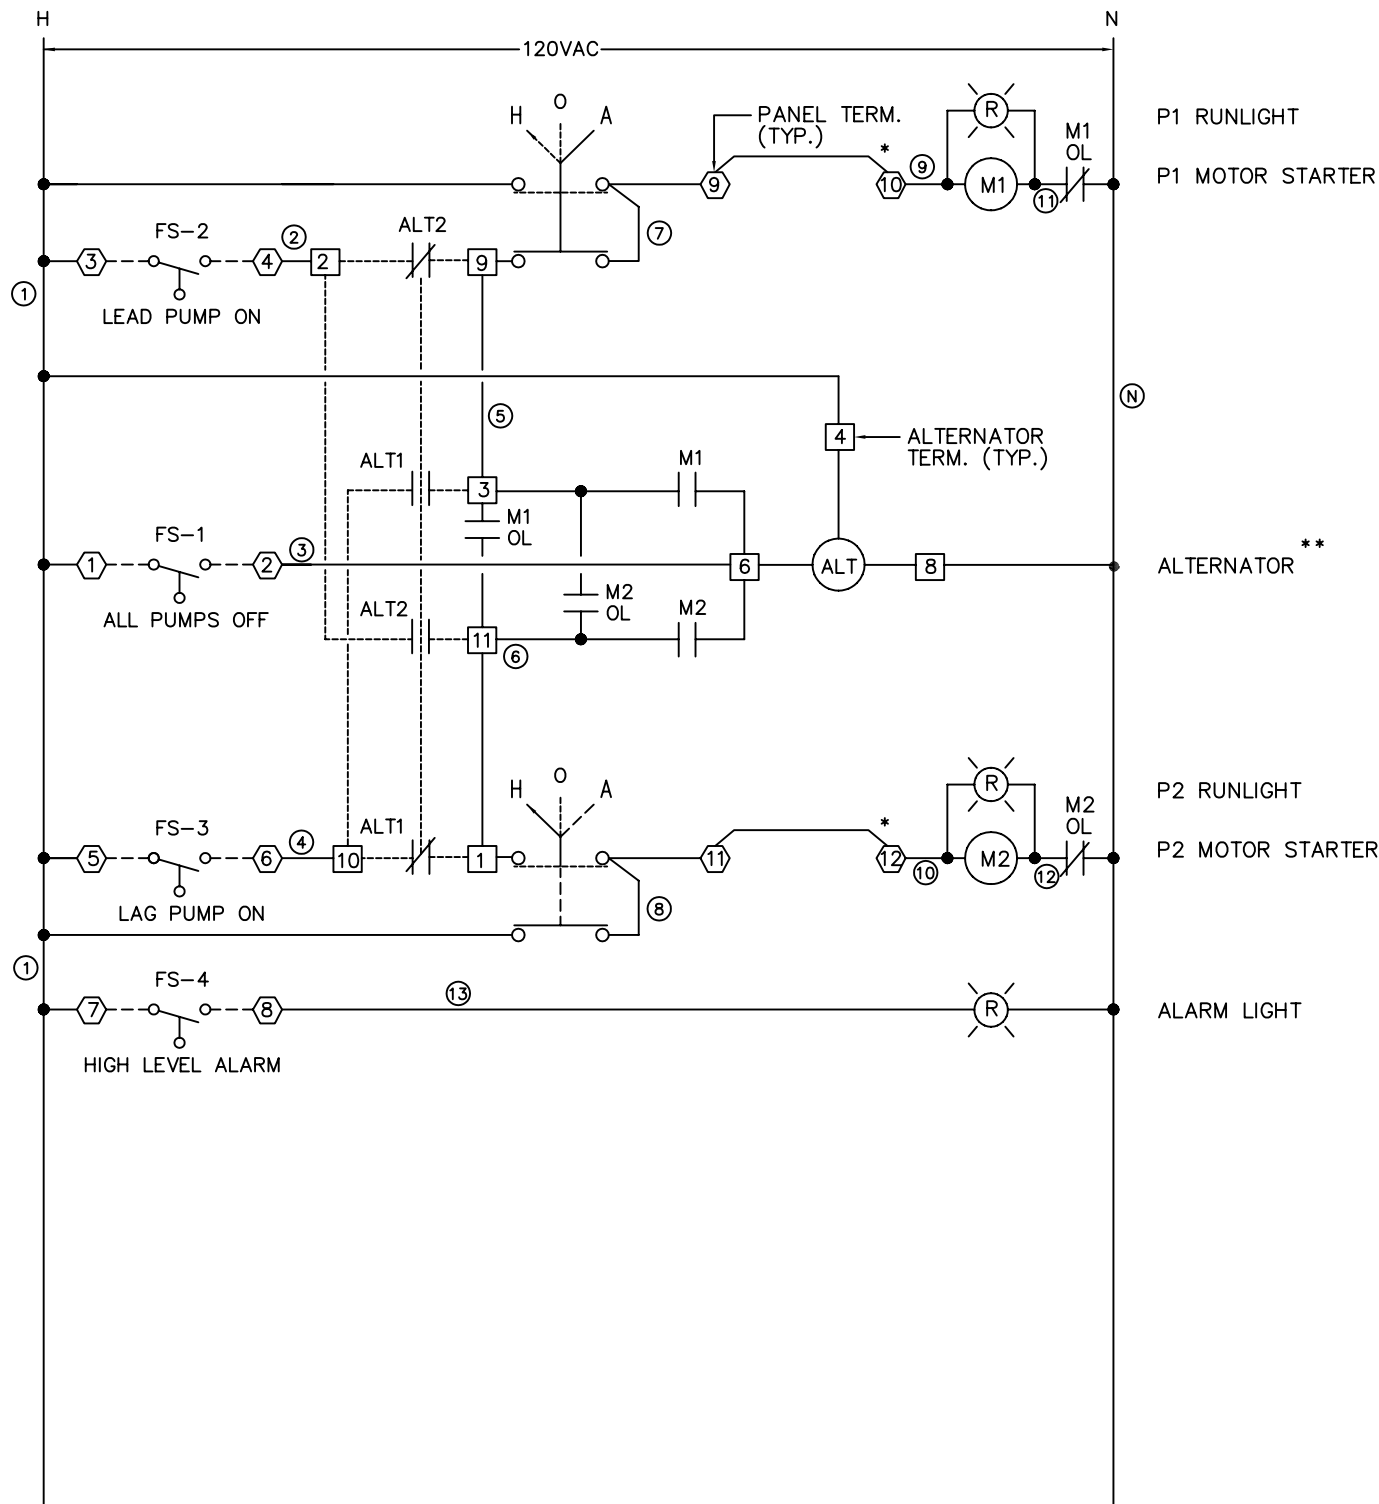 H
N
120VAC
H O A
PANEL TERM.
(TYP.)
*
R
P1 RUNLIGHT
M1
OL
9
10
9
M1
11
P1 MOTOR STARTER
FS-2
ALT2
7
3
4
2
2
9
LEAD PUMP ON
1
N
5
4
ALTERNATOR
TERM. (TYP.)
ALT1
3
M1
M1
OL
FS-1
1
2
3
6
ALT
8
ALTERNATOR **
ALL PUMPS OFF
M2
OL
ALT2
M2
11
6
H O A
*
R
P2 RUNLIGHT
M2
OL
FS-3
ALT1
5
6
4
10
1
11
12
10
M2
12
P2 MOTOR STARTER
LAG PUMP ON
8
1
FS-4
13
7
8
R
ALARM LIGHT
HIGH LEVEL ALARM